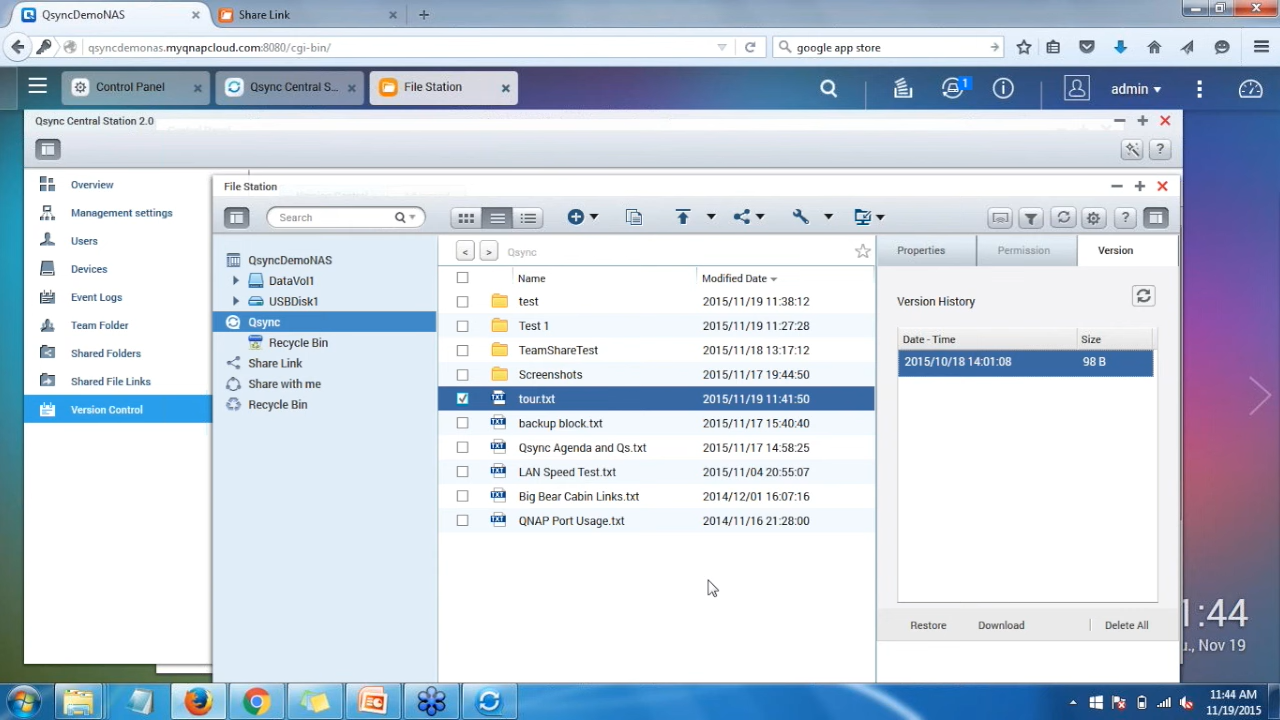 QsyncDemoNAS × Share Link × +
qsyncdemonas.myqnapcloud.com:8080/cgi-bin/ google app store
Control Panel × Qsync Central S... × File Station × 1 admin
Qsync Central Station 2.0
?
Overview
Management settings
Users
Devices
Event Logs
Team Folder
Shared Folders
Shared File Links
Version Control
File Station
Search ?
QsyncDemoNAS
DataVol1
USBDisk1
Qsync
Recycle Bin
Share Link
Share with me
Recycle Bin
< > Qsync
Name Modified Date
test 2015/11/19 11:38:12
Test 1 2015/11/19 11:27:28
TeamShareTest 2015/11/18 13:17:12
Screenshots 2015/11/17 19:44:50
tour.txt 2015/11/19 11:41:50
backup block.txt 2015/11/17 15:40:40
Qsync Agenda and Qs.txt 2015/11/17 14:58:25
LAN Speed Test.txt 2015/11/04 20:55:07
Big Bear Cabin Links.txt 2014/12/01 16:07:16
QNAP Port Usage.txt 2014/11/16 21:28:00
Properties Permission Version
Version History
Date - Time Size
2015/10/18 14:01:08 98 B
Restore Download Delete All
1:44
., Nov 19
11:44 AM
11/19/2015